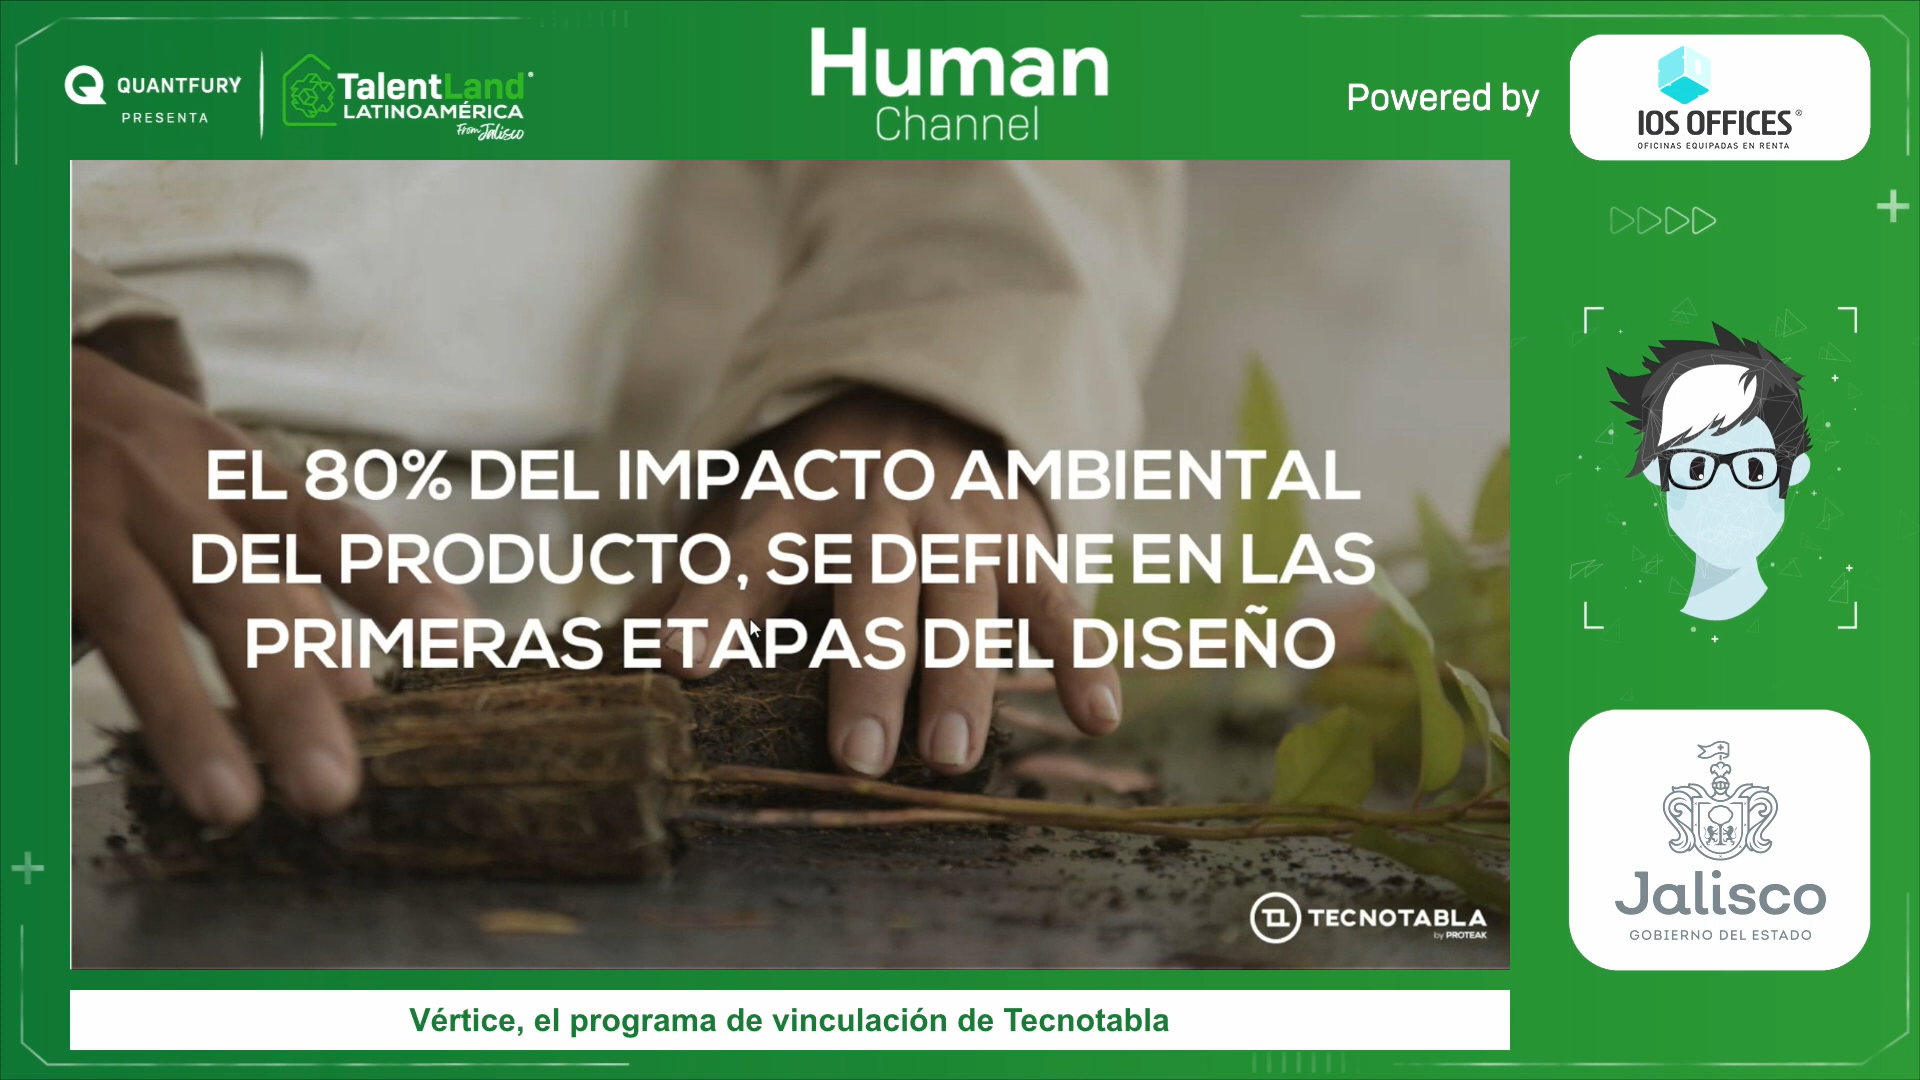 QUANTFURY
PRESENTA
TalentLand
LATINOAMÉRICA
From Jalisco
Human
Channel
Powered by
IOS OFFICES®
OFICINAS EQUIPADAS EN RENTA
EL 80% DEL IMPACTO AMBIENTAL
DEL PRODUCTO, SE DEFINE EN LAS
PRIMERAS ETAPAS DEL DISEÑO
TECNOTABLA
by PROTEAK
Jalisco
GOBIERNO DEL ESTADO
Vértice, el programa de vinculación de Tecnotabla